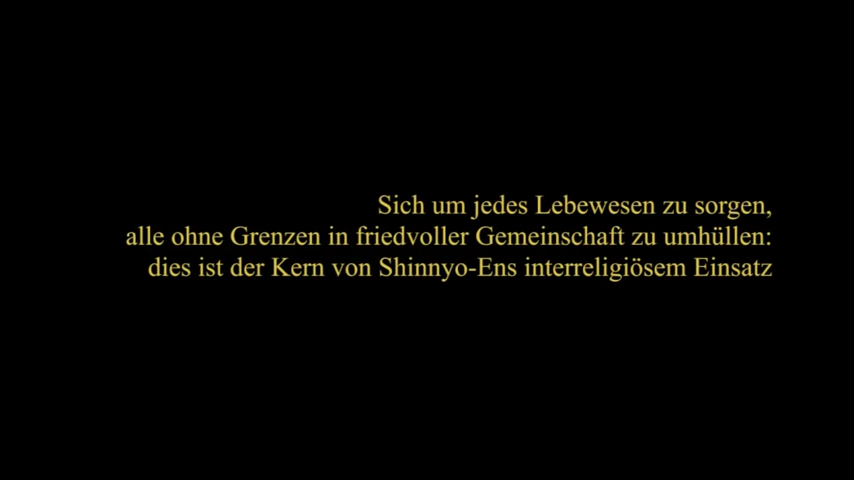 Sich um jedes Lebewesen zu sorgen,
alle ohne Grenzen in friedvoller Gemeinschaft zu umhüllen:
dies ist der Kern von Shinnyo-Ens interreligiösem Einsatz